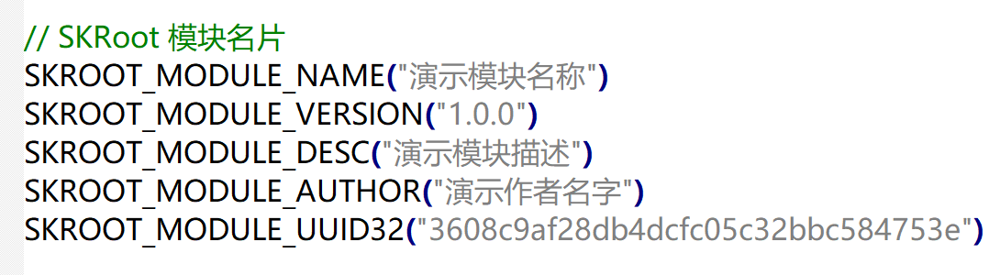 // SKRoot 模块名片
SKROOT_MODULE_NAME("演示模块名称")
SKROOT_MODULE_VERSION("1.0.0")
SKROOT_MODULE_DESC("演示模块描述")
SKROOT_MODULE_AUTHOR("演示作者名字")
SKROOT_MODULE_UUID32("3608c9af28db4dcfc05c32bbc584753e")